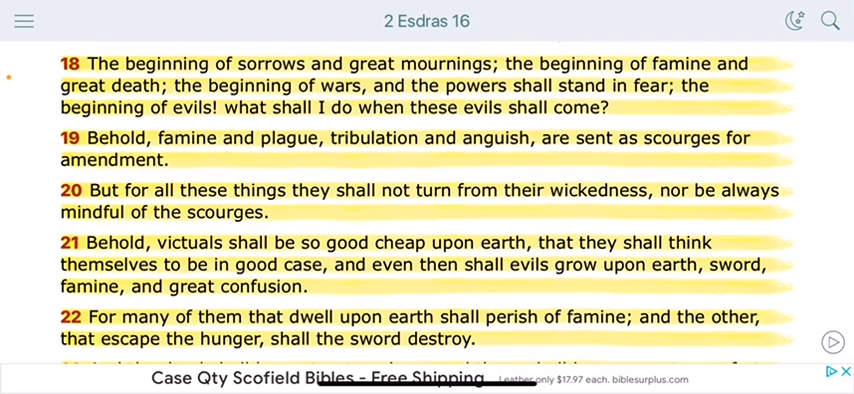 2 Esdras 16
18 The beginning of sorrows and great mournings; the beginning of famine and
great death; the beginning of wars, and the powers shall stand in fear; the
beginning of evils! what shall I do when these evils shall come?
19 Behold, famine and plague, tribulation and anguish, are sent as scourges for
amendment.
20 But for all these things they shall not turn from their wickedness, nor be always
mindful of the scourges.
21 Behold, victuals shall be so good cheap upon earth, that they shall think
themselves to be in good case, and even then shall evils grow upon earth, sword,
famine, and great confusion.
22 For many of them that dwell upon earth shall perish of famine; and the other,
that escape the hunger, shall the sword destroy.
Case Qty Scofield Bibles - Free Shipping Leather only $17.97 each. biblesurplus.com